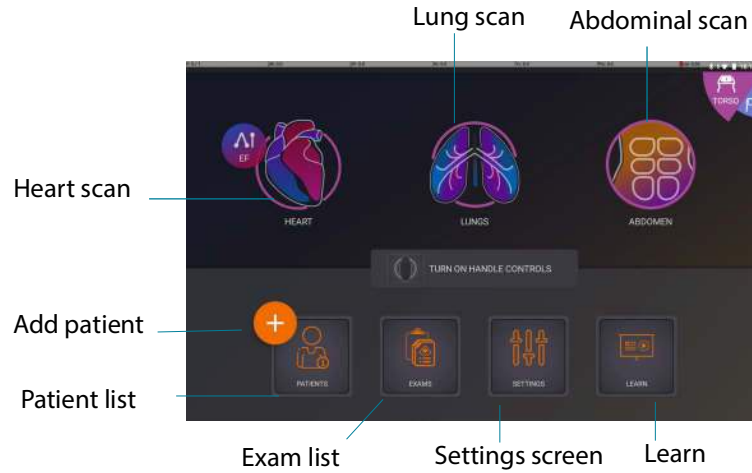 Lung scan
Abdominal scan
TORSO
AI
EF
Heart scan
HEART
LUNGS
ABDOMEN
TURN ON HANDLE CONTROLS
Add patient
PATIENTS
EXAMS
SETTINGS
LEARN
Patient list
Exam list
Settings screen
Learn